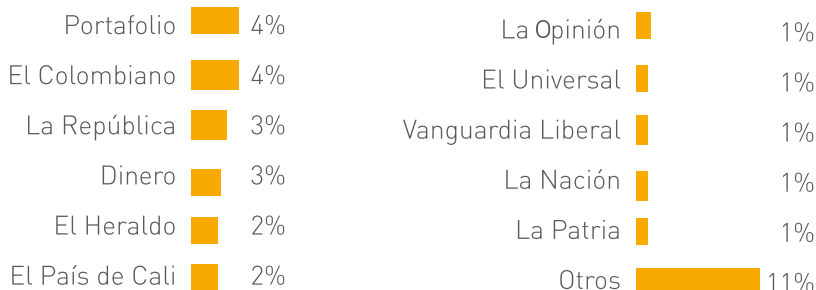 Portafolio 4%
El Colombiano 4%
La República 3%
Dinero 3%
El Heraldo 2%
El País de Cali 2%
La Opinión 1%
El Universal 1%
Vanguardia Liberal 1%
La Nación 1%
La Patria 1%
Otros 11%